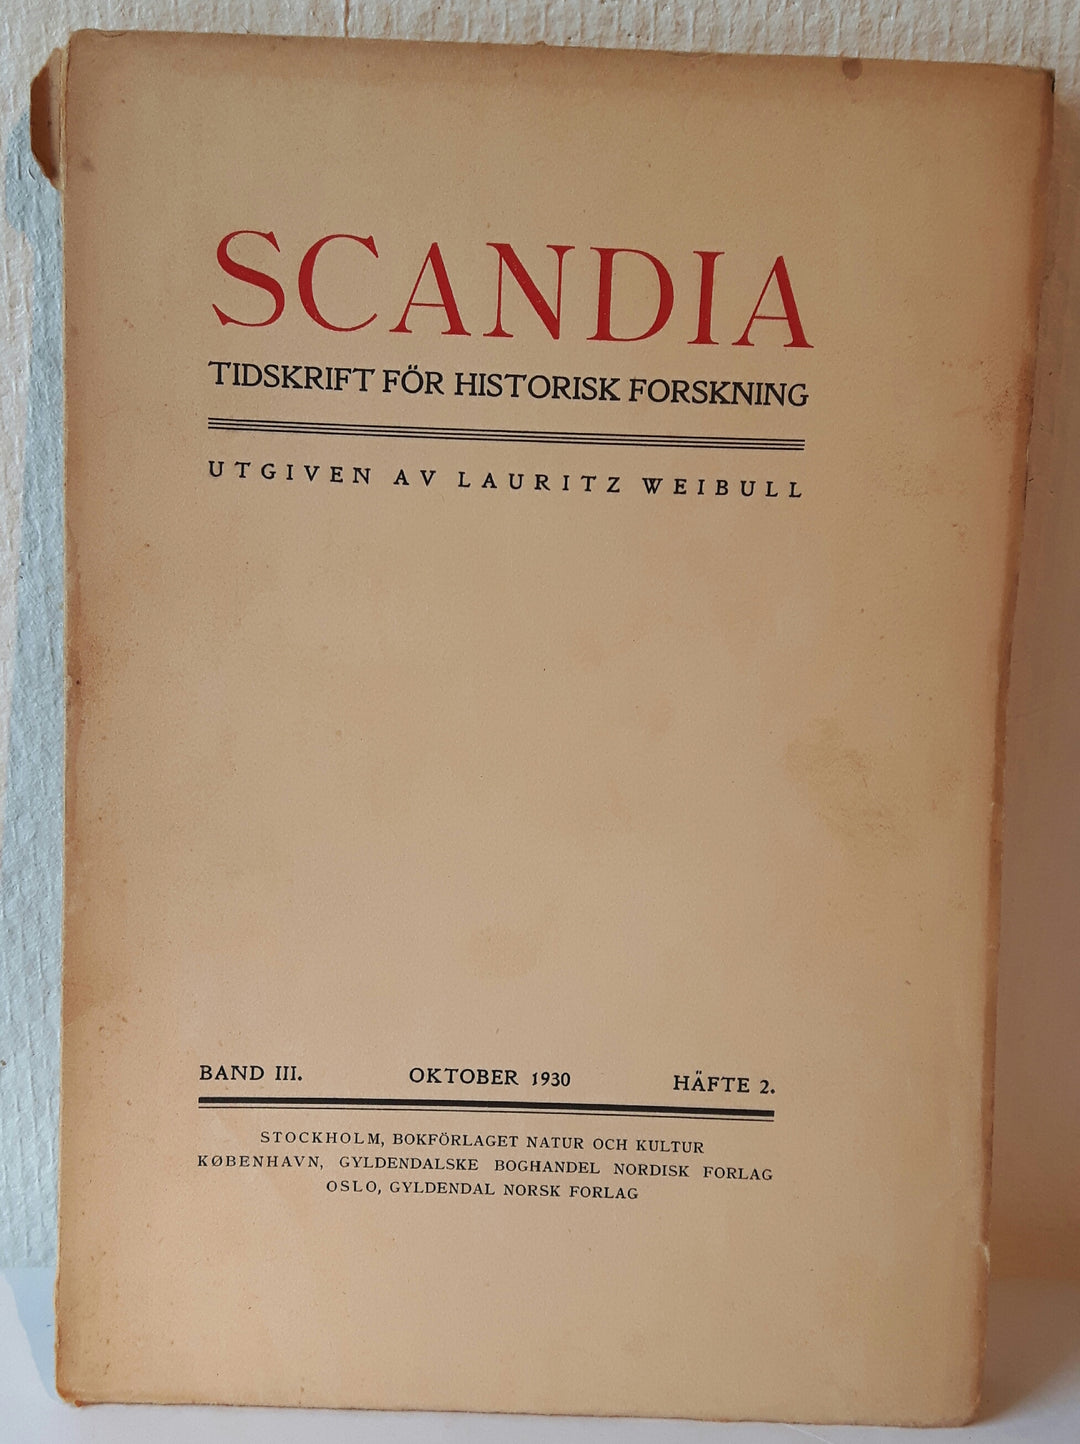 SCANDIA
TIDSKRIFT FÖR HISTORISK FORSKNING
UTGIVEN AV LAURITZ WEIBULL
BAND III. OKTOBER 1930 HÄFTE 2.
STOCKHOLM, BOKFÖRLAGET NATUR OCH KULTUR
KØBENHAVN, GYLDENDALSKE BOGHANDEL NORDISK FORLAG
OSLO, GYLDENDAL NORSK FORLAG